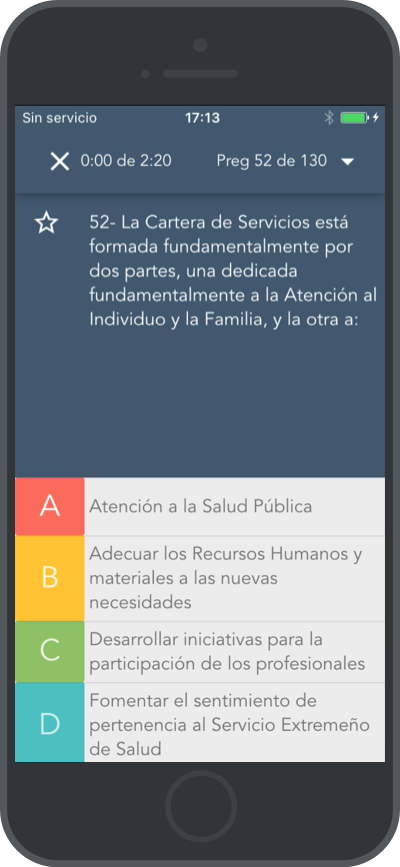 Sin servicio 17:13
0:00 de 2:20 Preg 52 de 130
52- La Cartera de Servicios está
formada fundamentalmente por
dos partes, una dedicada
fundamentalmente a la Atención al
Individuo y la Familia, y la otra a:
A Atención a la Salud Pública
Adecuar los Recursos Humanos y
B materiales a las nuevas
necesidades
C Desarrollar iniciativas para la
participación de los profesionales
Fomentar el sentimiento de
D pertenencia al Servicio Extremeño
de Salud